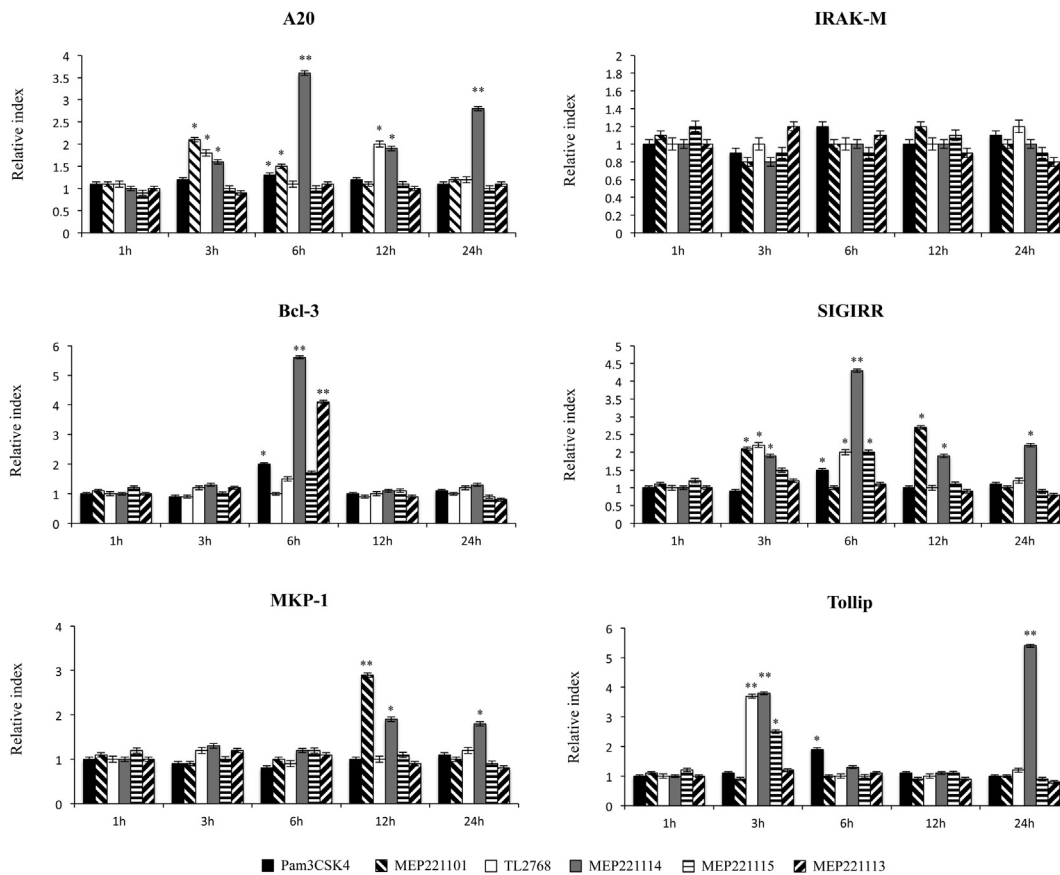 A20
Relative index
4
3.5
3
2.5
2
1.5
1
0.5
0
* * *
* * **
* *
**
1h 3h 6h 12h 24h
IRAK-M
Relative index
2
1.8
1.6
1.4
1.2
1
0.8
0.6
0.4
0.2
0
1h 3h 6h 12h 24h
Bcl-3
Relative index
6
5
4
3
2
1
0
* ** **
1h 3h 6h 12h 24h
SIGIRR
Relative index
5
4.5
4
3.5
3
2.5
2
1.5
1
0.5
0
* * *
* * ** *
* *
*
1h 3h 6h 12h 24h
MKP-1
Relative index
4
3
2
1
0
** *
*
1h 3h 6h 12h 24h
Tollip
Relative index
6
5
4
3
2
1
0
** ** *
*
**
1h 3h 6h 12h 24h
Pam3CSK4 MEP221101 TL2768 MEP221114 MEP221115 MEP221113